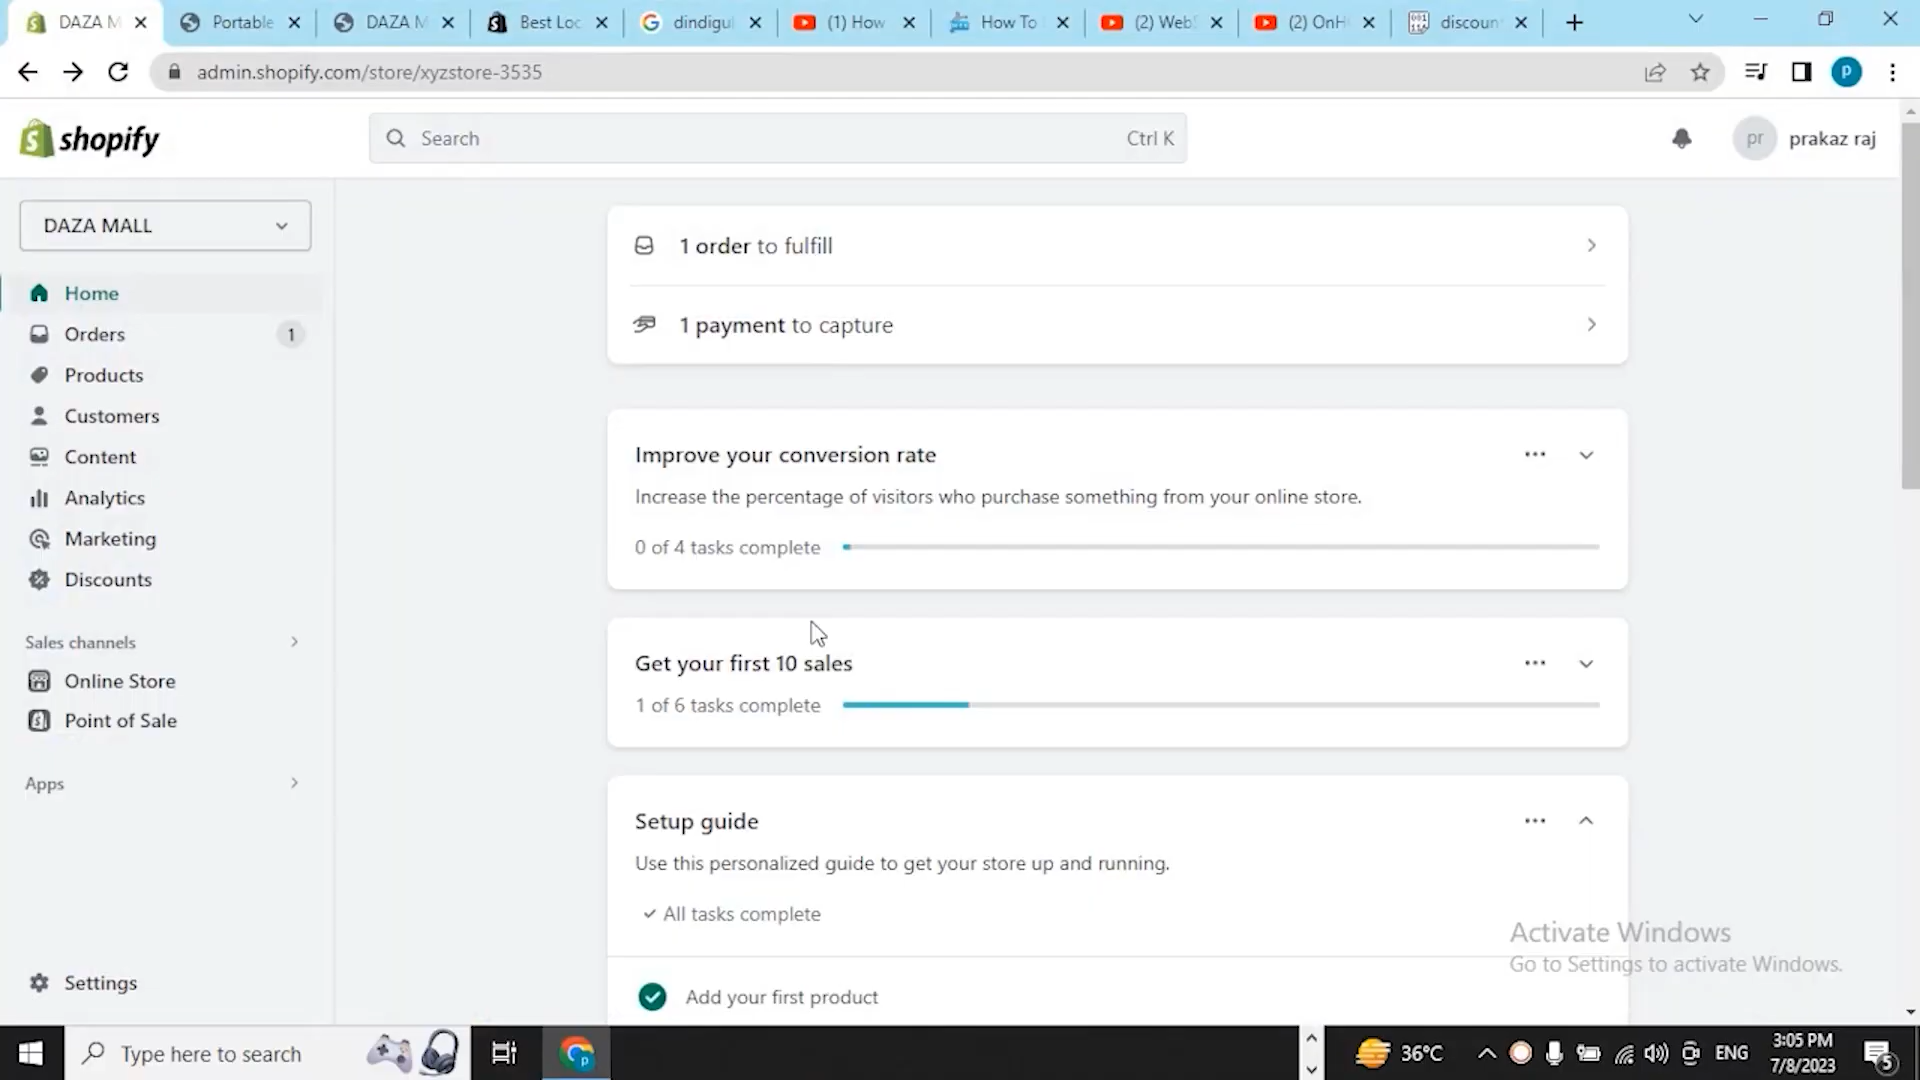 DAZA M
Portable
DAZA M
Best Loc
dindigul
(1) How
How To
(2) Web
(2) OnH
discoun
admin.shopify.com/store/xyzstore-3535
shopify
Search
Ctrl K
pr
prakaz raj
DAZA MALL
Home
Orders
1
Products
Customers
Content
Analytics
Marketing
Discounts
Sales channels
Online Store
Point of Sale
Apps
Settings
1 order to fulfill
1 payment to capture
Improve your conversion rate
Increase the percentage of visitors who purchase something from your online store.
0 of 4 tasks complete
Get your first 10 sales
1 of 6 tasks complete
Setup guide
Use this personalized guide to get your store up and running.
All tasks complete
Add your first product
Activate Windows
Go to Settings to activate Windows.
Type here to search
36°C
ENG
3:05 PM
7/8/2023
5